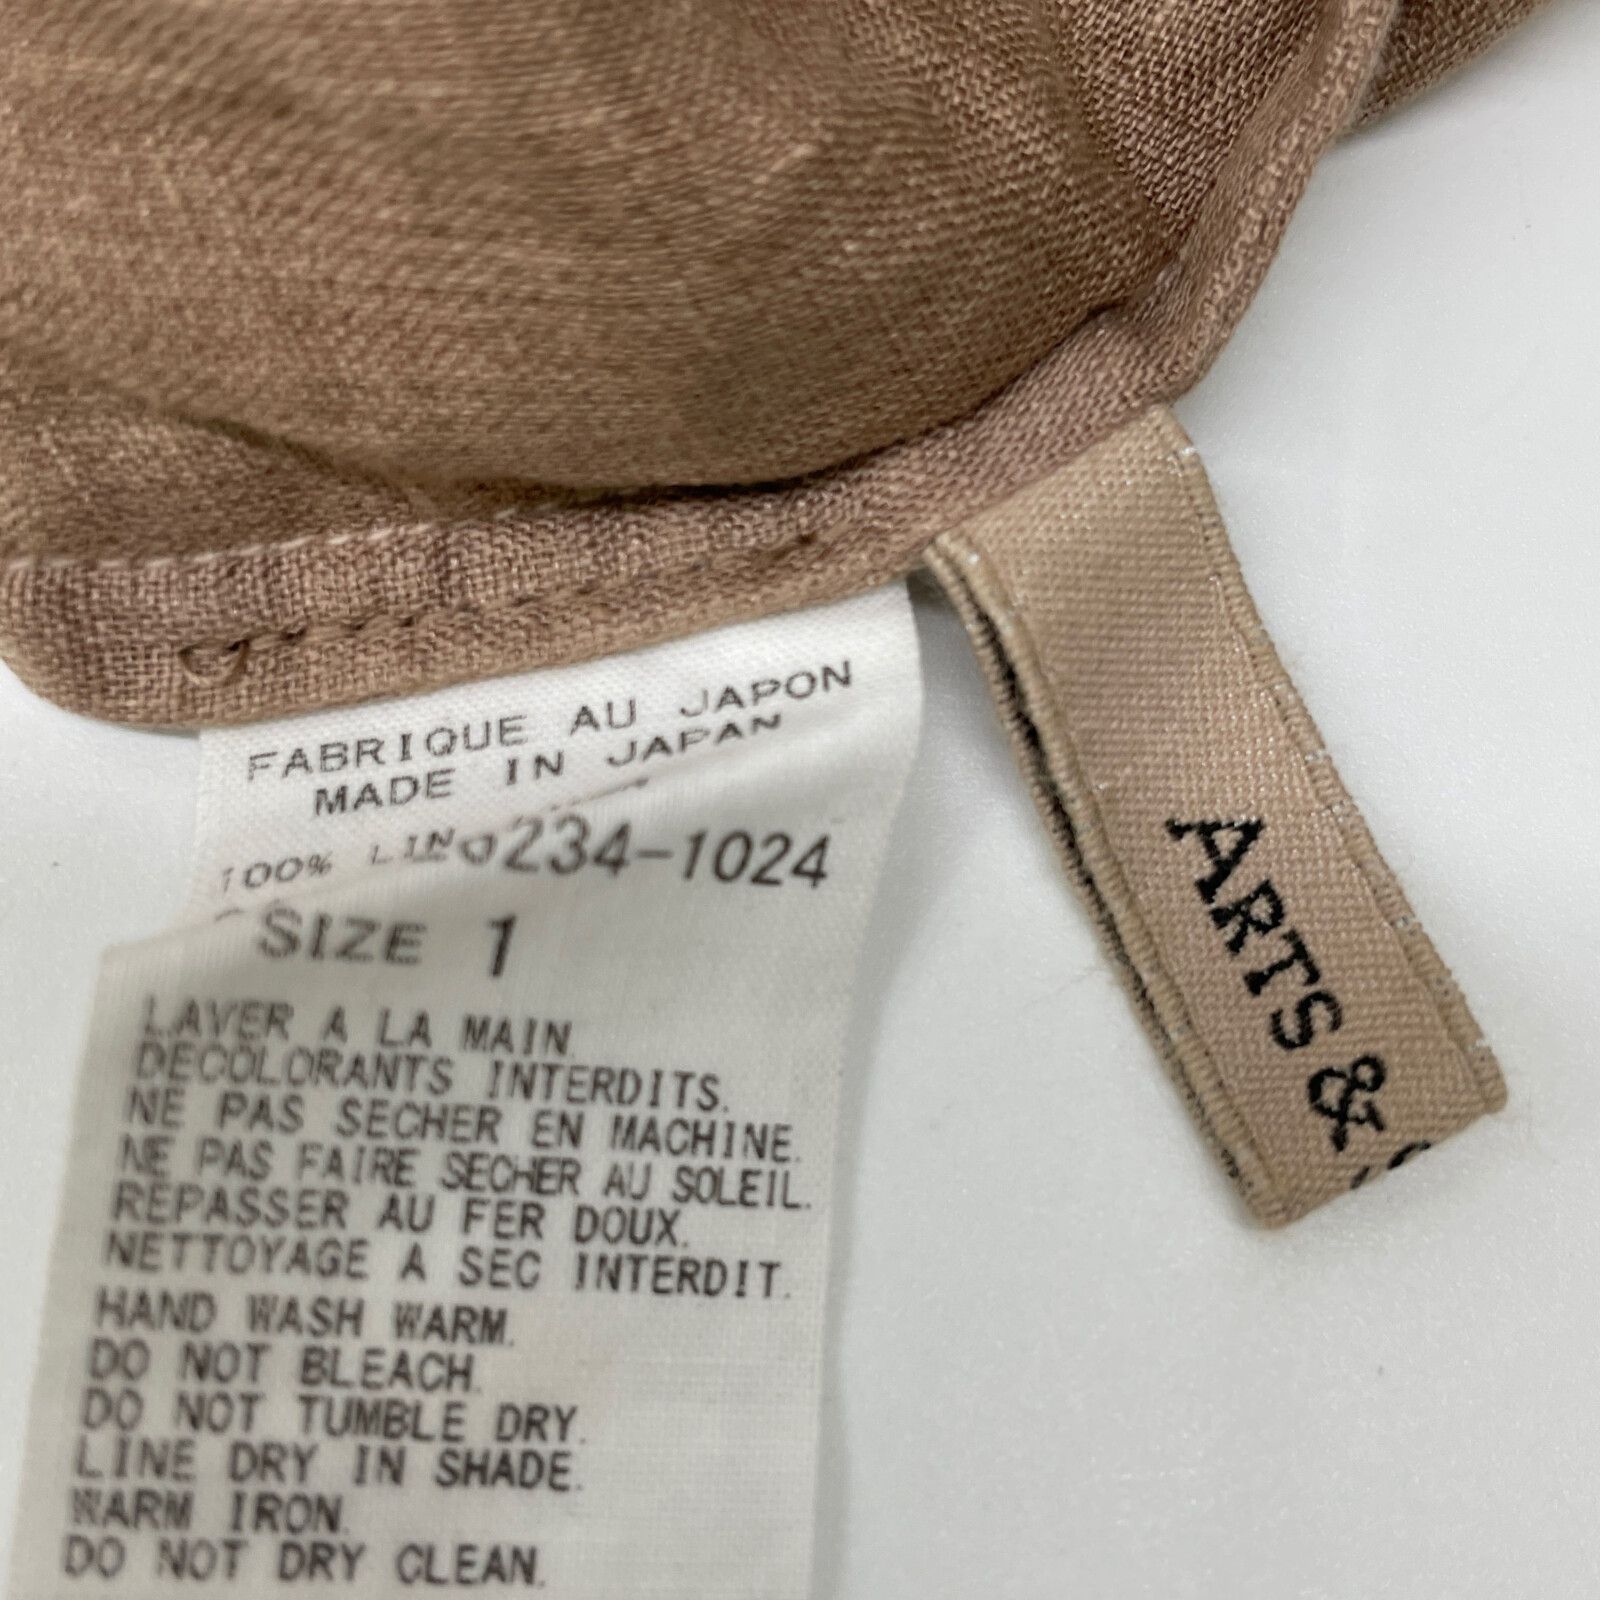 FABRIQUE AU JAPON
MADE IN JAPAN
100% LIN
0234-1024
SIZE 1
LAVER A LA MAIN.
DECOLORANTS INTERDITS.
NE PAS SECHER EN MACHINE.
NE PAS FAIRE SECHER AU SOLEIL.
REPASSER AU FER DOUX.
NETTOYAGE A SEC INTERDIT.
HAND WASH WARM.
DO NOT BLEACH.
DO NOT TUMBLE DRY.
LINE DRY IN SHADE.
WARM IRON.
DO NOT DRY CLEAN.
ARTS &